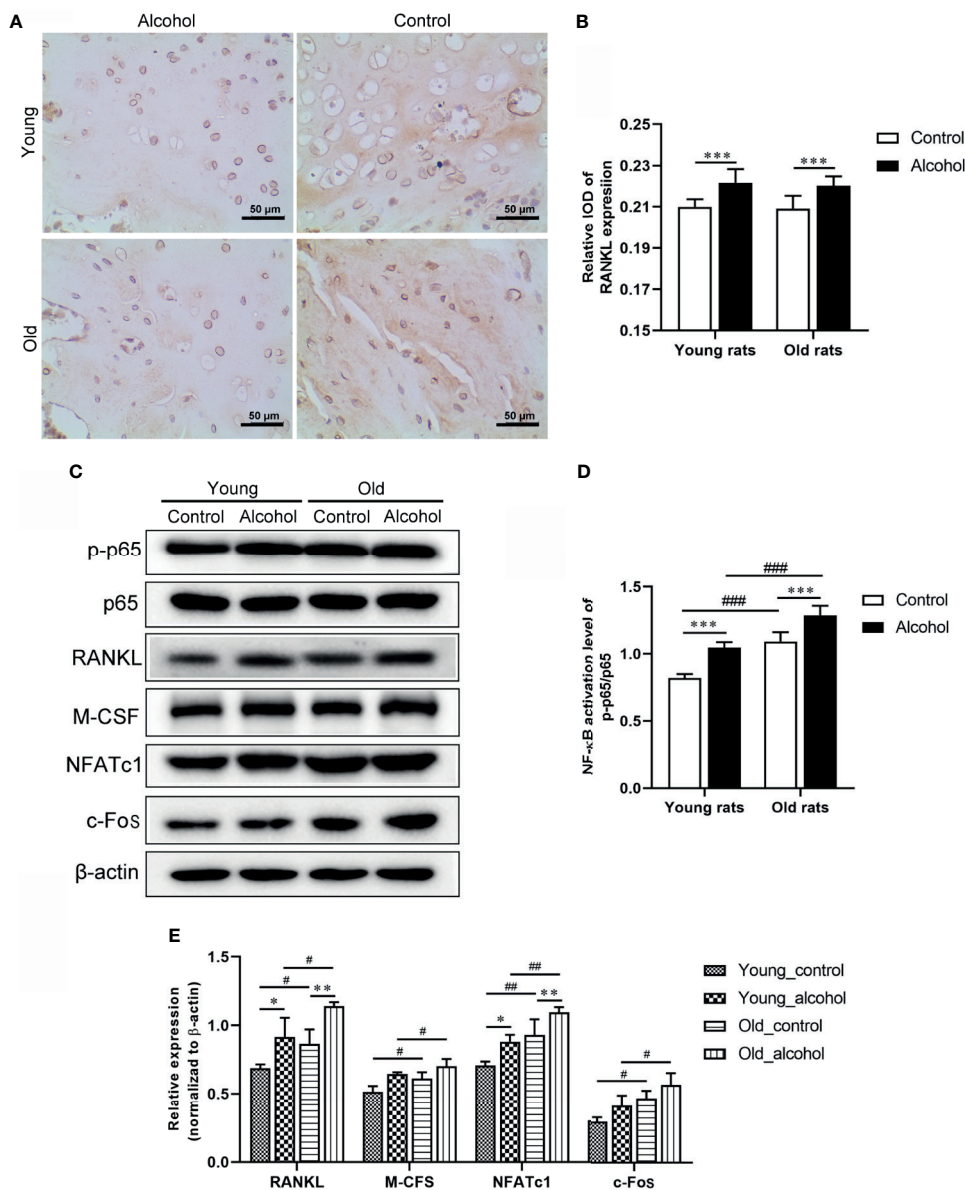 A
Alcohol
Control
Young
50 µm
50 µm
Old
50 µm
50 µm
B
Relative IOD of
RANKL expresiion
0.25
0.23
0.21
0.19
0.17
0.15
***
***
Young rats
Old rats
Control
Alcohol
C
Young
Old
Control
Alcohol
Control
Alcohol
p-p65
p65
RANKL
M-CSF
NFATc1
c-Fos
β-actin
D
NF-κB activation level of
p-p65/p65
1.5
1.0
0.5
0.0
###
###
***
***
Young rats
Old rats
Control
Alcohol
E
Relative expression
(normalizad to β-actin)
1.5
1.0
0.5
0.0
#
#
*
**
#
#
##
##
*
**
#
#
RANKL
M-CFS
NFATc1
c-Fos
Young_control
Young_alcohol
Old_control
Old_alcohol